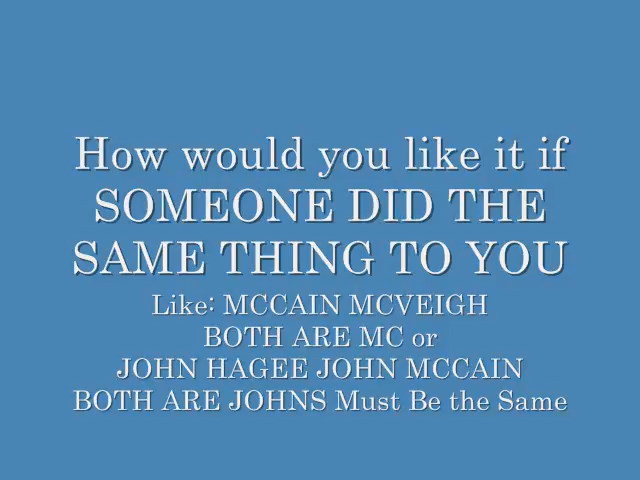 How would you like it if
SOMEONE DID THE
SAME THING TO YOU
Like: MCCAIN MCVEIGH
BOTH ARE MC or
JOHN HAGEE JOHN MCCAIN
BOTH ARE JOHNS Must Be the Same